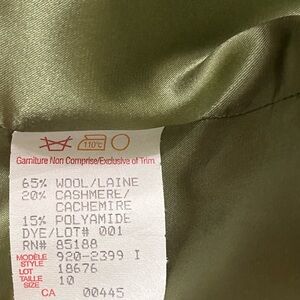 110°C
Garniture Non Comprise/Exclusive of Trim
65% WOOL/LAINE
20% CASHMERE/
CACHEMIRE
15% POLYAMIDE
DYE/LOT# 001
RN# 85188
MODÈLE STYLE 920-2399 I
LOT 18676
TAILLE SIZE 10
CA 00445